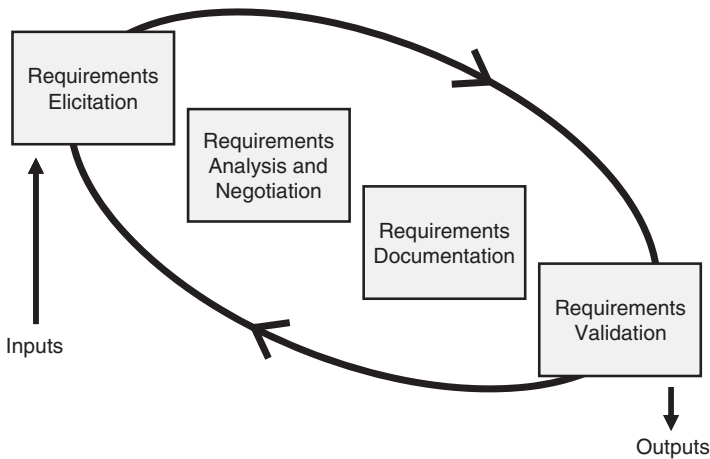 Requirements
Elicitation
Requirements
Analysis and
Negotiation
Requirements
Documentation
Requirements
Validation
Inputs
Outputs